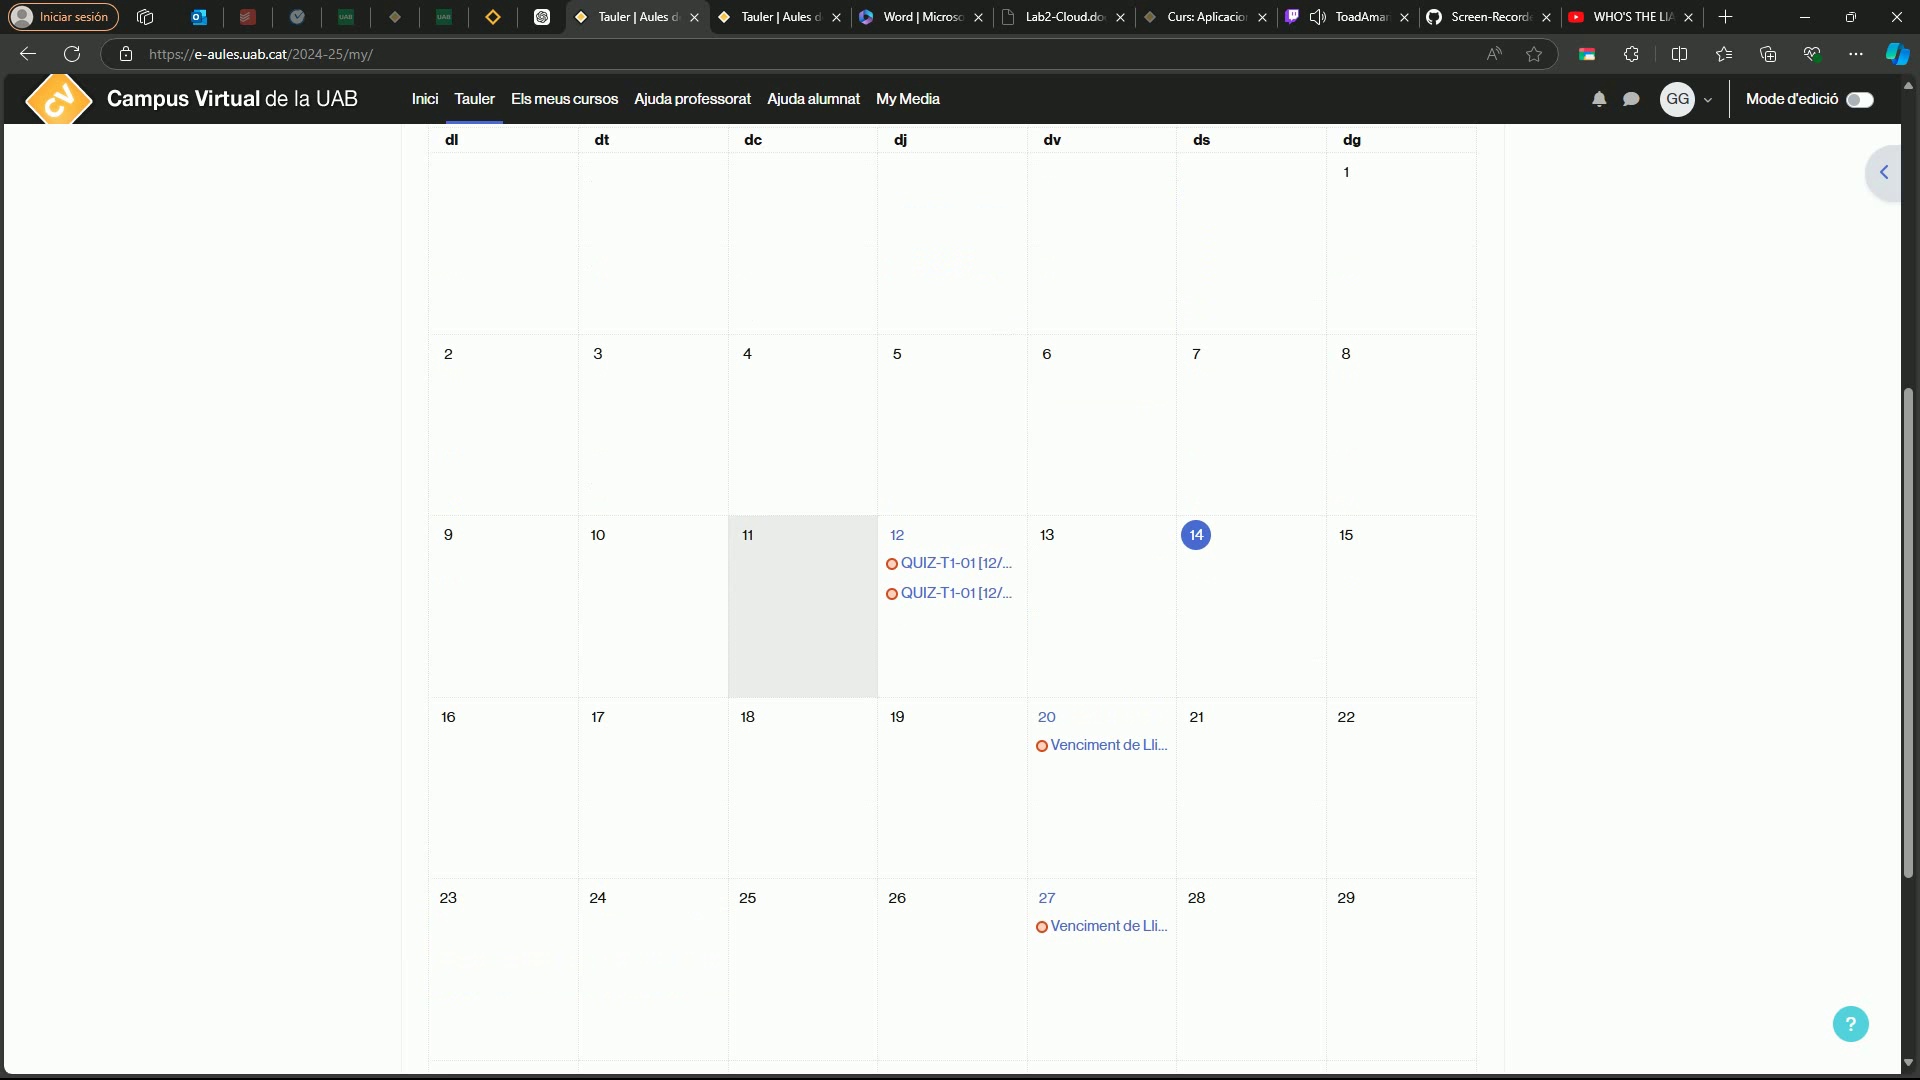 Iniciar sesión
Tauler | Aules d
Tauler | Aules d
Word | Microso
Lab2-Cloud.do
Curs: Aplicacio
ToadAmar
Screen-Record
WHO'S THE LIA
https://e-aules.uab.cat/2024-25/my/
CV
Campus Virtual de la UAB
Inici
Tauler
Els meus cursos
Ajuda professorat
Ajuda alumnat
My Media
GG
Mode d'edició
dl dt dc dj dv ds dg
1
2 3 4 5 6 7 8
9 10 11 12 13 14 15
QUIZ-T1-01 [12/...
QUIZ-T1-01 [12/...
16 17 18 19 20 21 22
Venciment de Lli...
23 24 25 26 27 28 29
Venciment de Lli...
?